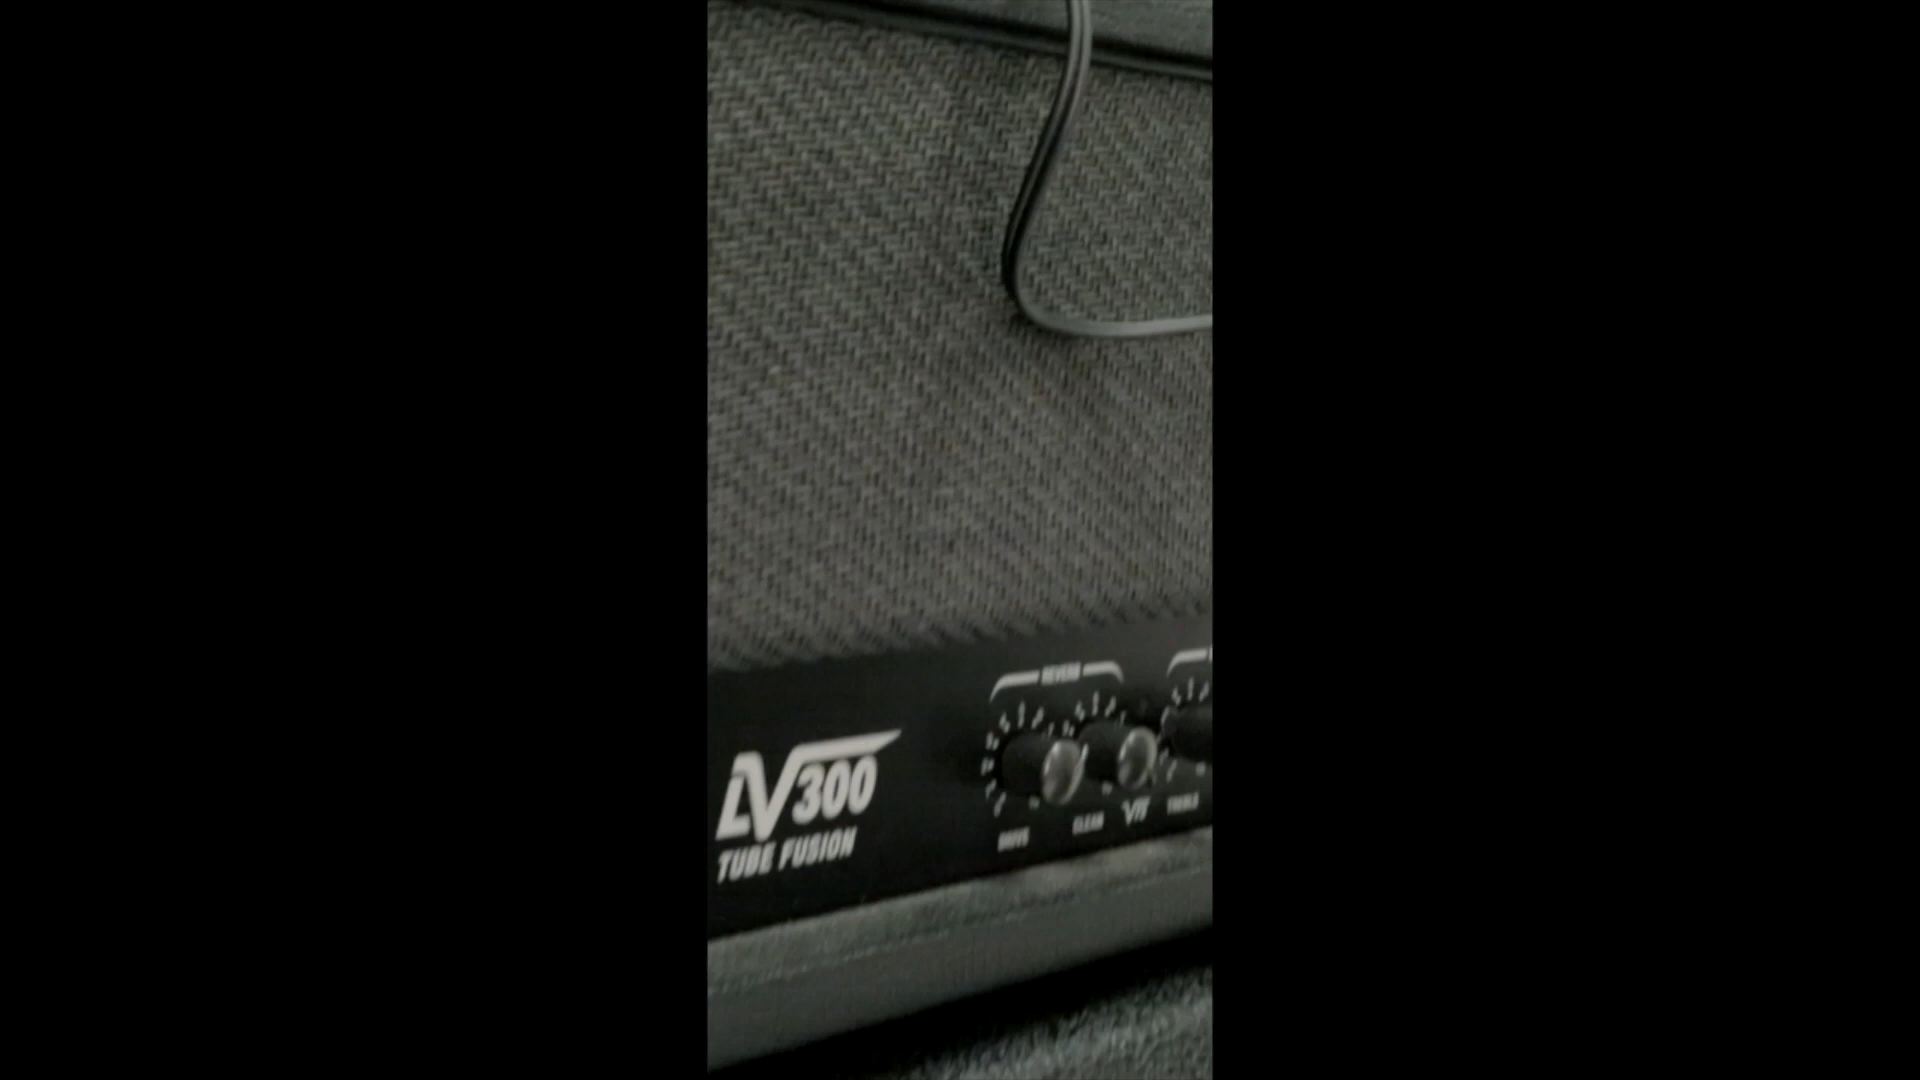 REVERB
LV300
TUBE FUSION
DRIVE
CLEAN
TREBLE